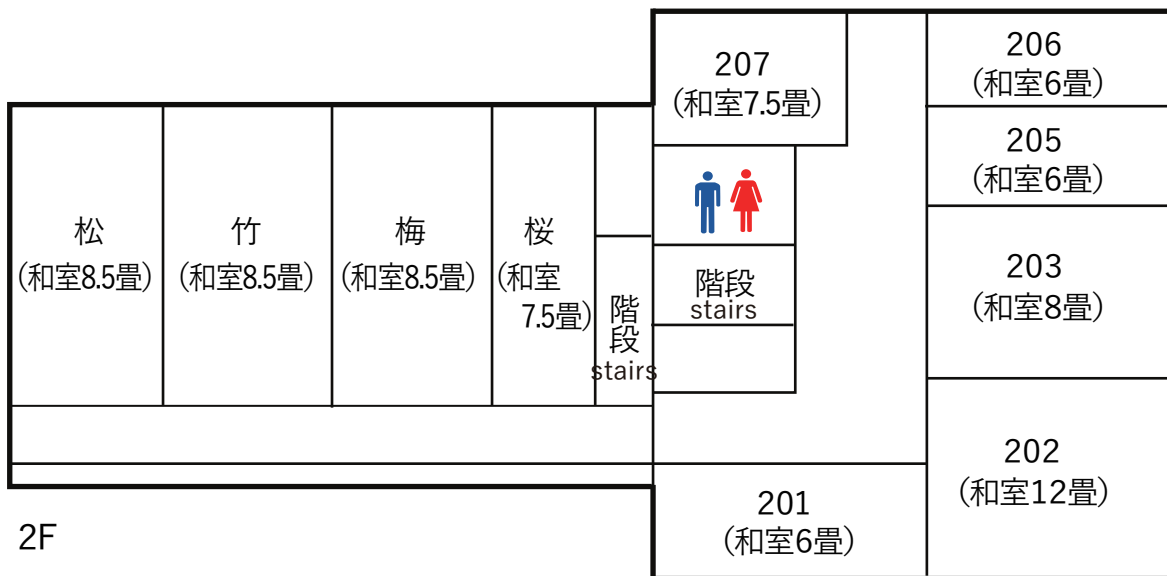 松
(和室8.5畳)
竹
(和室8.5畳)
梅
(和室8.5畳)
桜
(和室
7.5畳)
階段
stairs
207
(和室7.5畳)
階段
stairs
206
(和室6畳)
205
(和室6畳)
203
(和室8畳)
202
(和室12畳)
201
(和室6畳)
2F